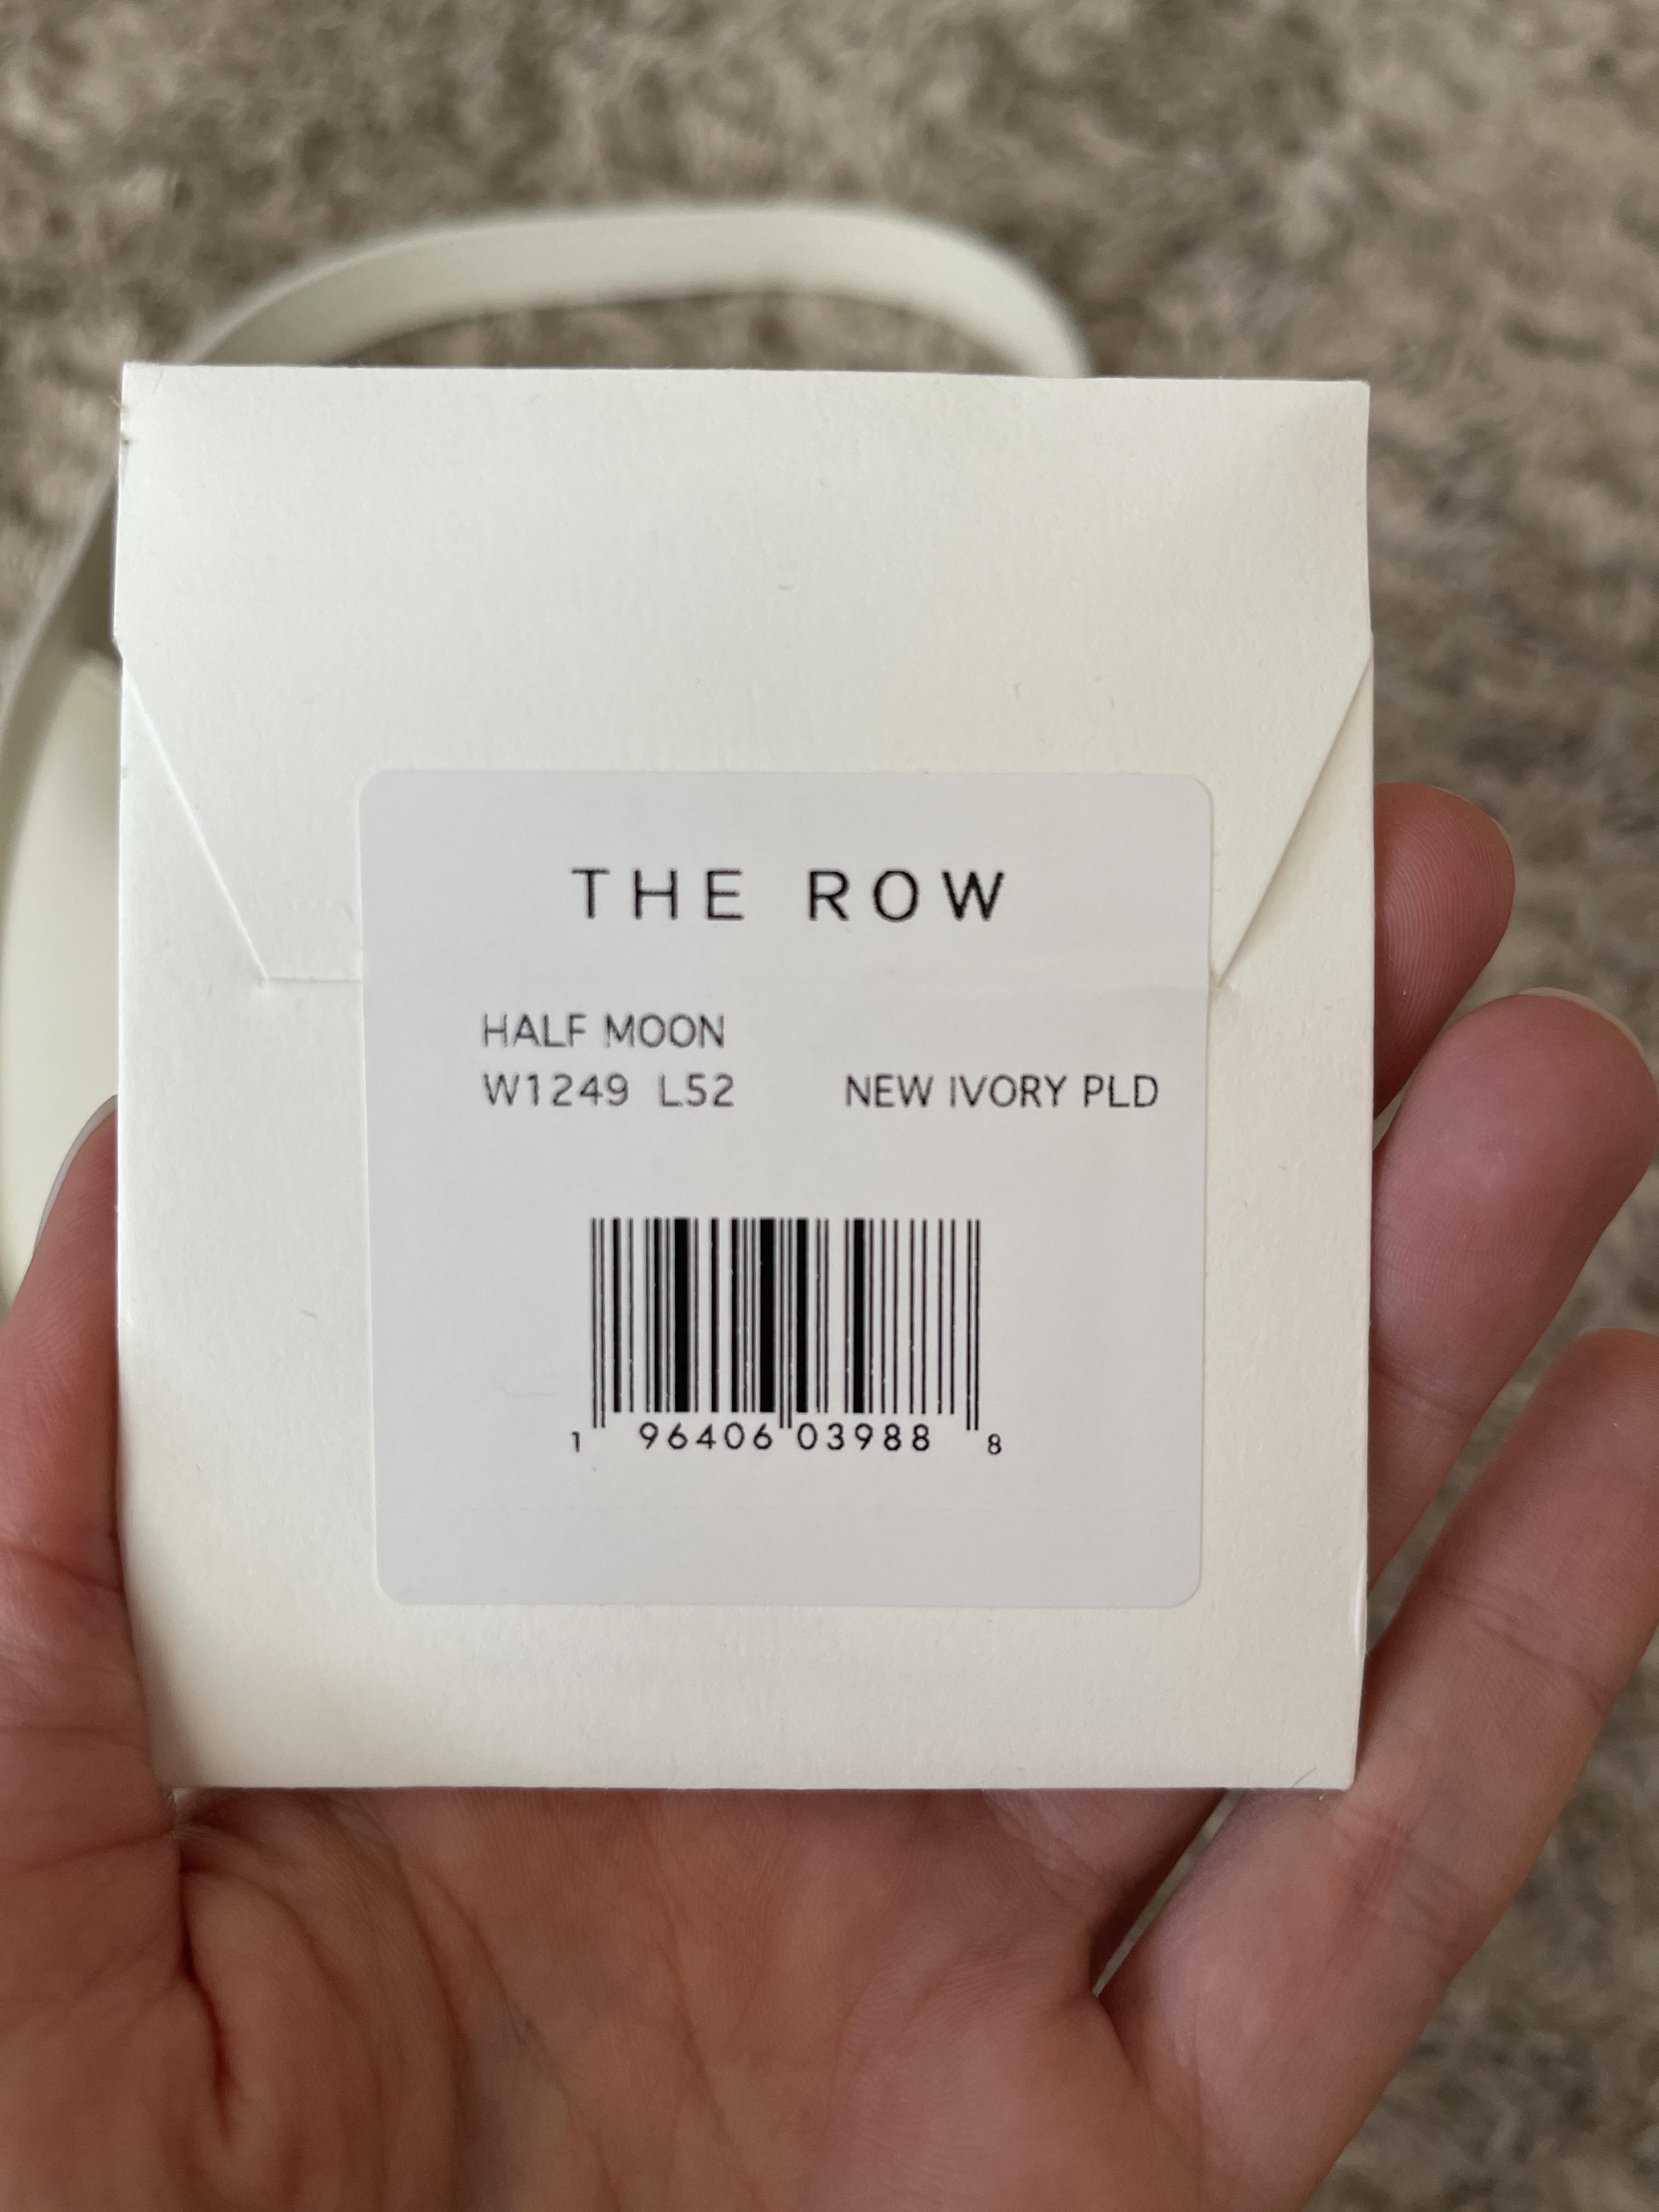 THE ROW
HALF MOON
W1249 L52 NEW IVORY PLD
1 96406 03988 8